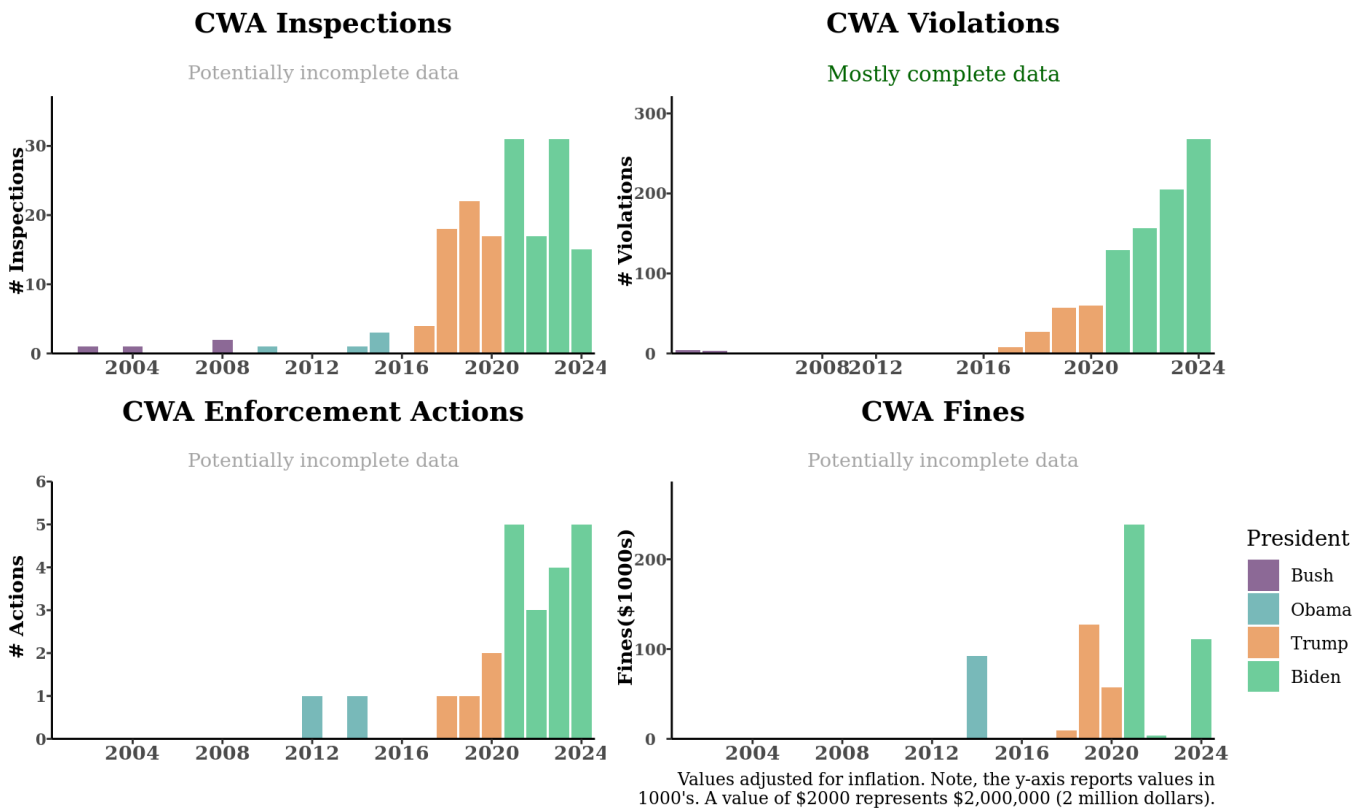 CWA Inspections
Potentially incomplete data
# Inspections
30
20
10
0
2004 2008 2012 2016 2020 2024
CWA Violations
Mostly complete data
# Violations
300
200
100
0
2008 2012 2016 2020 2024
CWA Enforcement Actions
Potentially incomplete data
# Actions
6
5
4
3
2
1
0
2004 2008 2012 2016 2020 2024
CWA Fines
Potentially incomplete data
Fines($1000s)
200
100
0
2004 2008 2012 2016 2020 2024
President
Bush
Obama
Trump
Biden
Values adjusted for inflation. Note, the y-axis reports values in
1000's. A value of $2000 represents $2,000,000 (2 million dollars).